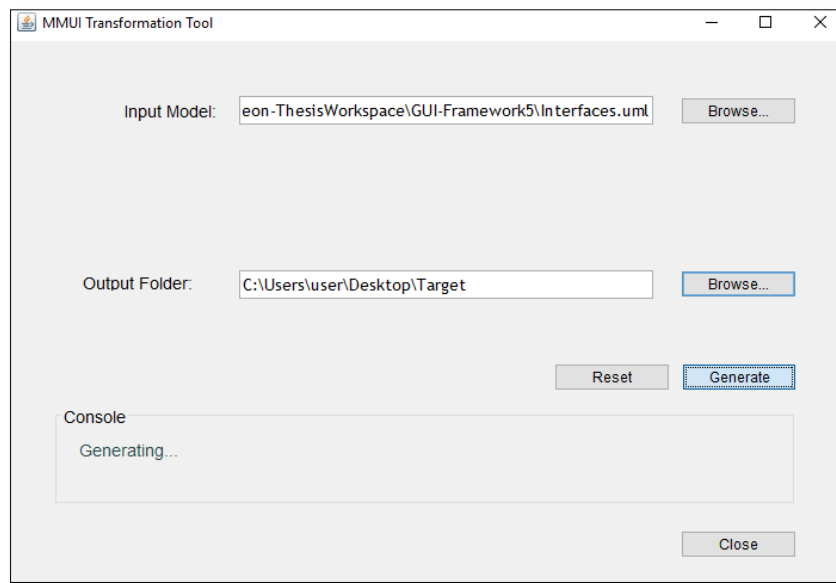 MMUI Transformation Tool
Input Model: eon-ThesisWorkspace\GUI-Framework5\Interfaces.uml Browse...
Output Folder: C:\Users\user\Desktop\Target Browse...
Reset Generate
Console
Generating...
Close